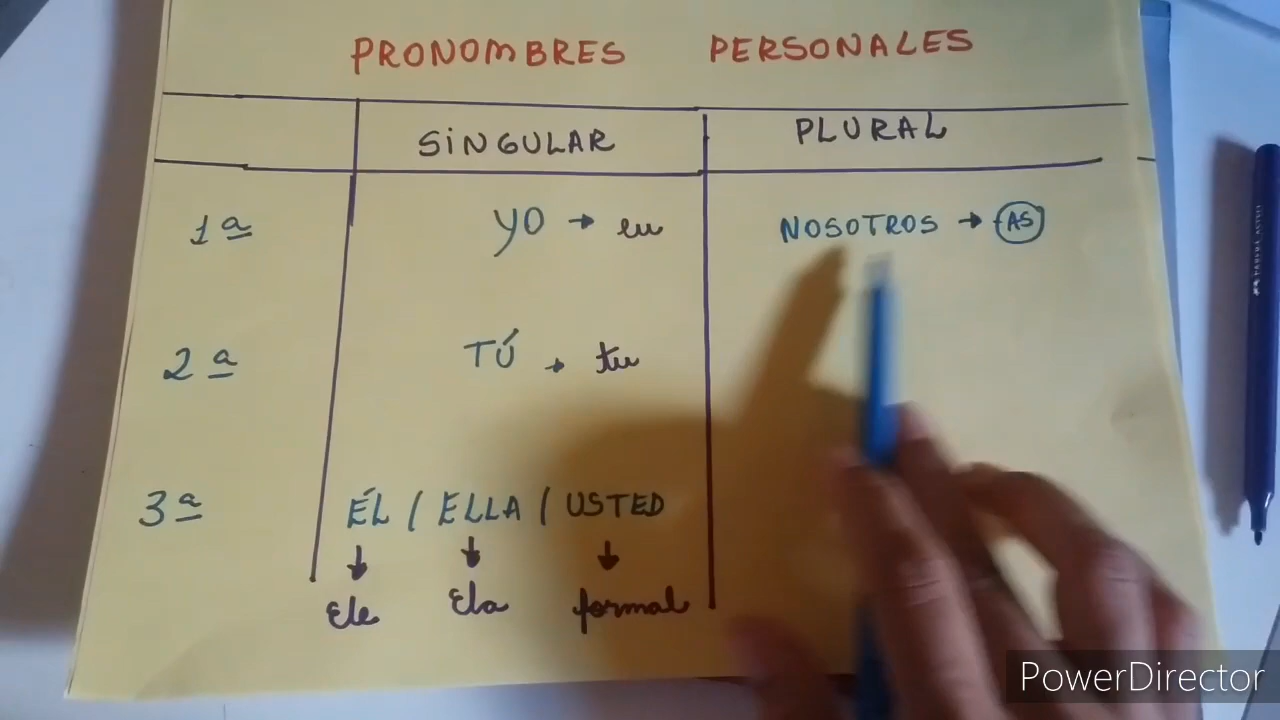 PRONOMBRES PERSONALES
SINGULAR PLURAL
1ª YO → eu NOSOTROS → -AS
2ª TÚ → tu
3ª ÉL / ELLA / USTED
Ele Ela formal
PowerDirector